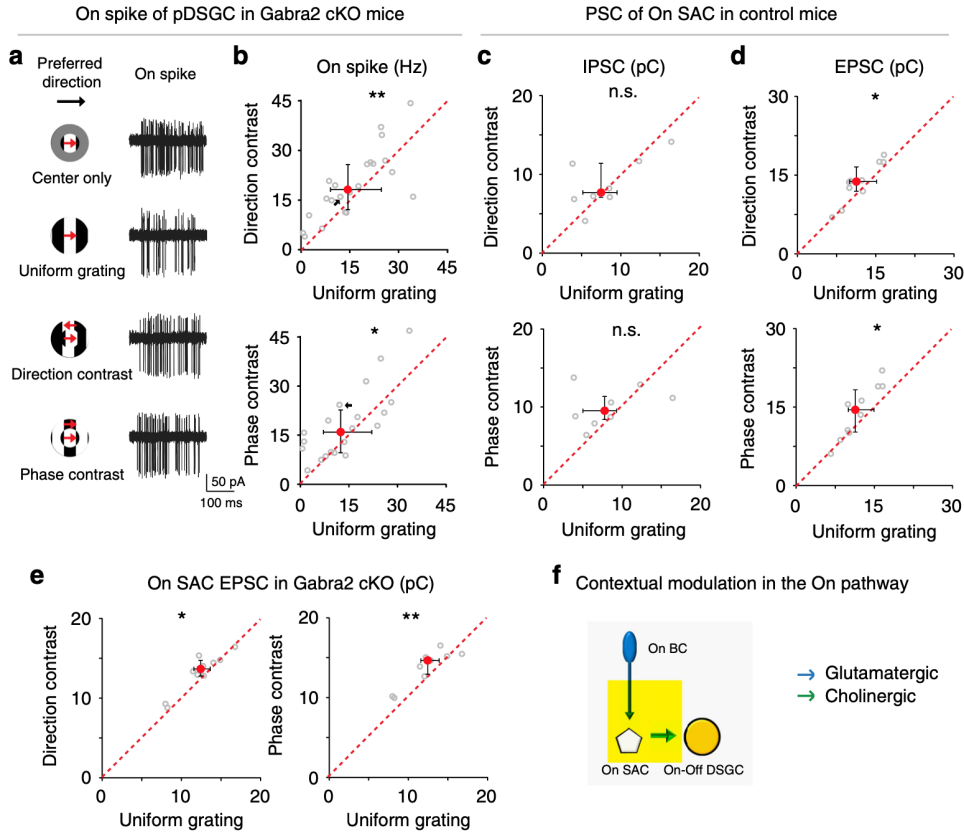 On spike of pDSGC in Gabra2 cKO mice
PSC of On SAC in control mice
a
Preferred
direction
On spike
Center only
Uniform grating
Direction contrast
Phase contrast
50 pA
100 ms
b
On spike (Hz)
**
45
30
15
0
Direction contrast
0
15
30
45
Uniform grating
*
45
30
15
0
Phase contrast
0
15
30
45
Uniform grating
c
IPSC (pC)
n.s.
20
10
0
Direction contrast
0
10
20
Uniform grating
n.s.
20
10
0
Phase contrast
0
10
20
Uniform grating
d
EPSC (pC)
*
30
15
0
Direction contrast
0
15
30
Uniform grating
*
30
15
0
Phase contrast
0
15
30
Uniform grating
e
On SAC EPSC in Gabra2 cKO (pC)
*
20
10
0
Direction contrast
0
10
20
Uniform grating
**
20
10
0
Phase contrast
0
10
20
Uniform grating
f
Contextual modulation in the On pathway
On BC
On SAC
On-Off DSGC
Glutamatergic
Cholinergic